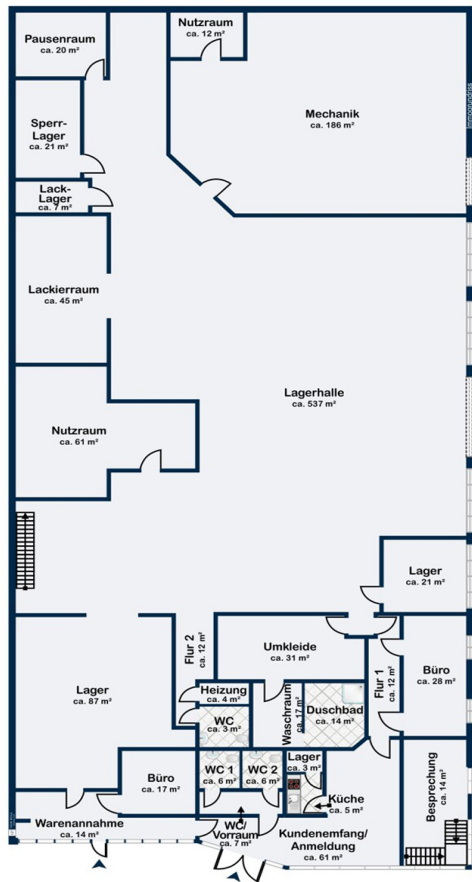 Pausenraum
ca. 20 m²
Nutzraum
ca. 12 m²
Mechanik
ca. 186 m²
Sperr-
Lager
ca. 21 m²
Lack-
Lager
ca. 7 m²
Lackierraum
ca. 45 m²
Lagerhalle
ca. 537 m²
Nutzraum
ca. 61 m²
Lager
ca. 21 m²
Flur 2
ca. 12 m²
Umkleide
ca. 31 m²
Flur 1
ca. 12 m²
Büro
ca. 28 m²
Lager
ca. 87 m²
Heizung
ca. 4 m²
Waschraum
ca. 17 m²
Duschbad
ca. 14 m²
WC
ca. 3 m²
Lager
ca. 3 m²
WC 1
ca. 6 m²
WC 2
ca. 6 m²
Büro
ca. 17 m²
Küche
ca. 5 m²
Besprechung
ca. 14 m²
Warenannahme
ca. 14 m²
WC/
Vorraum
ca. 7 m²
Kundenemfang/
Anmeldung
ca. 61 m²